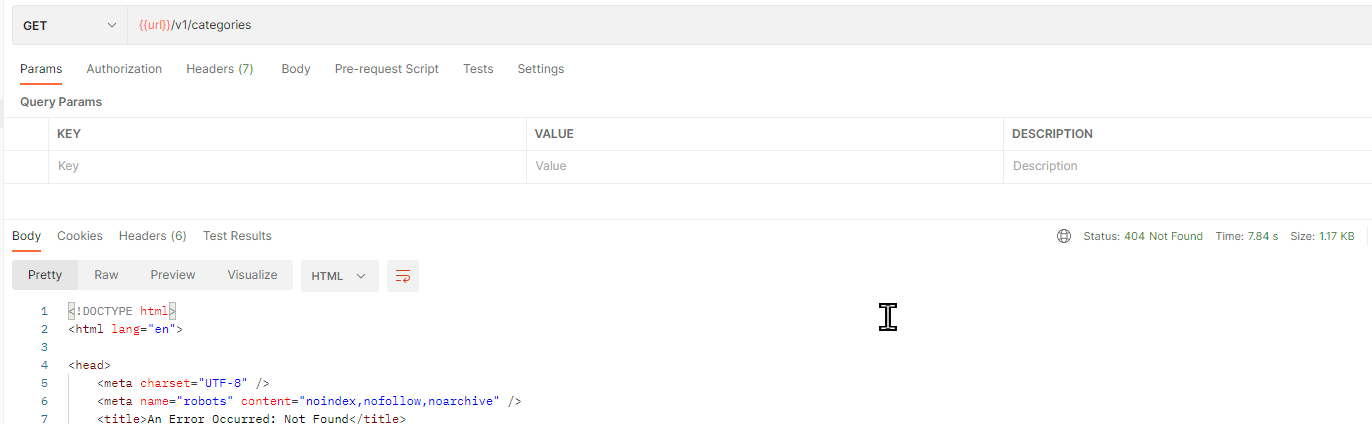 GET {{url}}/v1/categories
Params Authorization Headers (7) Body Pre-request Script Tests Settings
Query Params
KEY VALUE DESCRIPTION
Key Value Description
Body Cookies Headers (6) Test Results Status: 404 Not Found Time: 7.84 s Size: 1.17 KB
Pretty Raw Preview Visualize HTML
1 <!DOCTYPE html>
2 <html lang="en">
3
4 <head>
5 <meta charset="UTF-8" />
6 <meta name="robots" content="noindex,nofollow,noarchive" />
7 <title>An Error Occurred: Not Found</title>